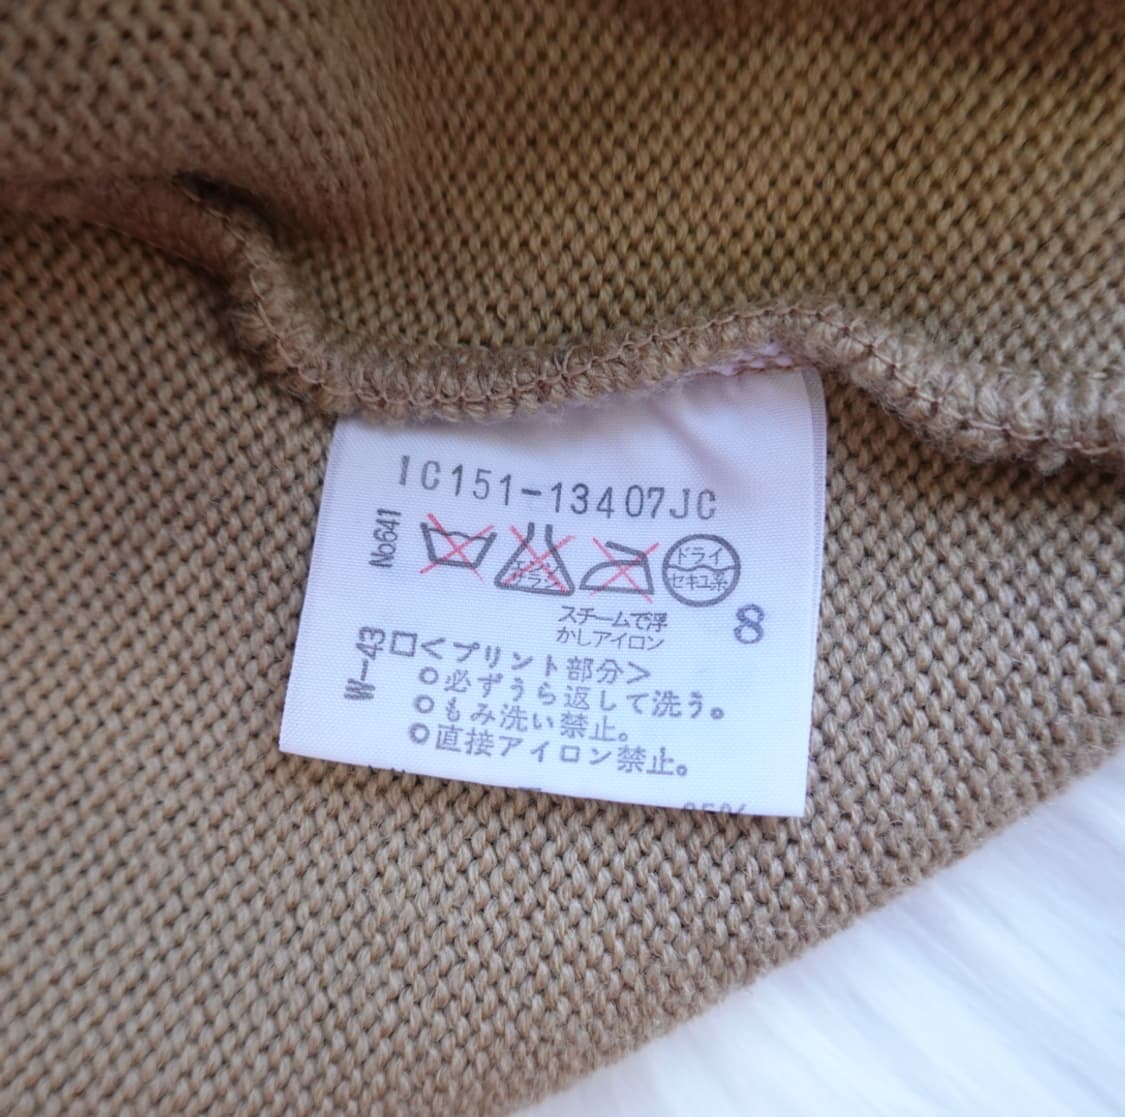 IC151-13407JC
No641
エンソ
サラシ
ドライ
セキユ系
スチームで浮
かしアイロン
8
W-43
□<プリント部分>
○必ずうら返して洗う。
○もみ洗い禁止。
○直接アイロン禁止。